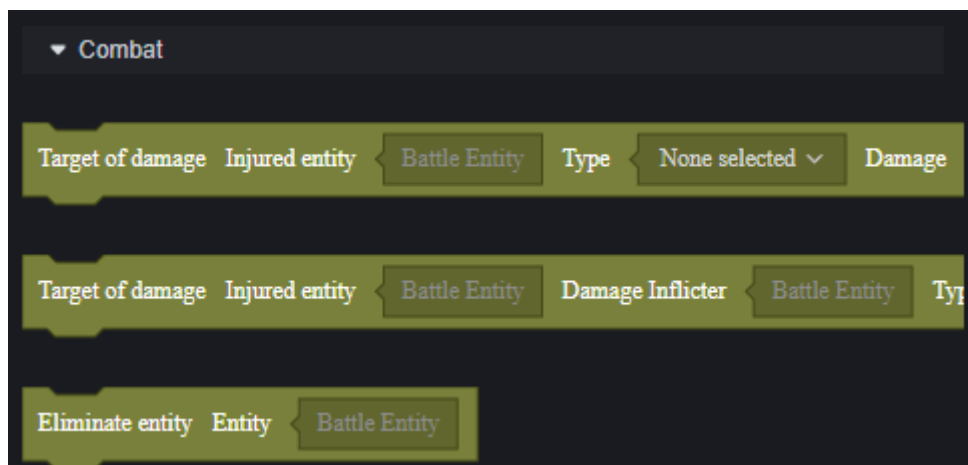 Combat
Target of damage Injured entity Battle Entity Type None selected Damage
Target of damage Injured entity Battle Entity Damage Inflicter Battle Entity
Eliminate entity Entity Battle Entity